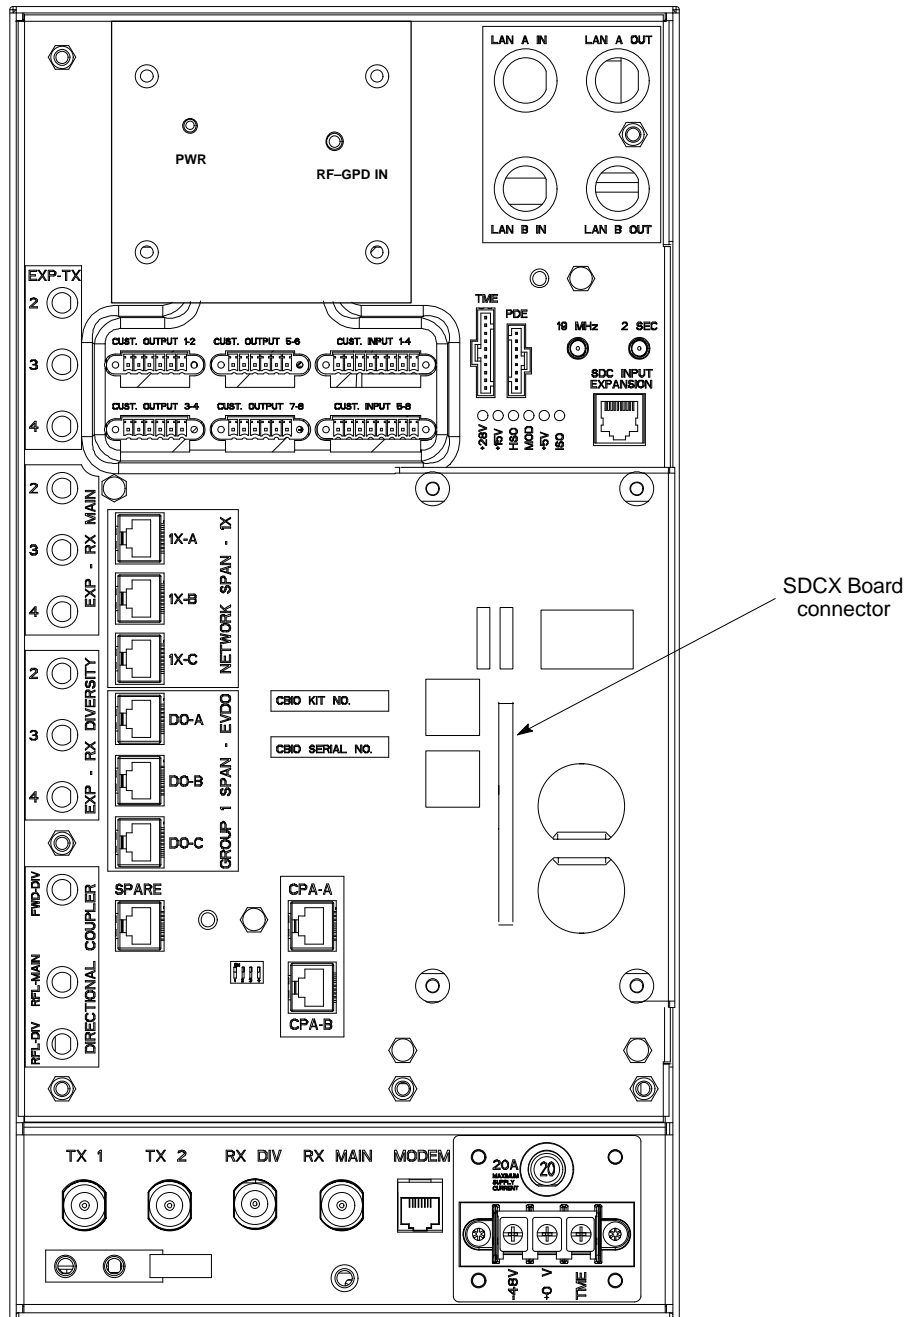 LAN A IN
LAN A OUT
PWR
RF–GPD IN
LAN B IN
LAN B OUT
EXP-TX
2
3
4
TME
PDE
19 MHz
2 SEC
SDC INPUT
EXPANSION
CUST. OUTPUT 1-2
CUST. OUTPUT 5-6
CUST. INPUT 1-4
CUST. OUTPUT 3-4
CUST. OUTPUT 7-8
CUST. INPUT 5-8
+28V
+15V
HSO
MOD
+5V
ISO
2
3
4
EXP - RX MAIN
1X-A
1X-B
1X-C
NETWORK SPAN - 1X
SDCX Board
connector
2
3
4
EXP - RX DIVERSITY
DO-A
DO-B
DO-C
GROUP 1 SPAN - EVDO
CBIO KIT NO.
CBIO SERIAL NO.
FWD-DIV
RFL-MAIN
RFL-DIV
DIRECTIONAL COUPLER
SPARE
CPA-A
CPA-B
TX 1
TX 2
RX DIV
RX MAIN
MODEM
20A
MAXIMUM
SUPPLY
CURRENT
20
-48V
+0 V
TME